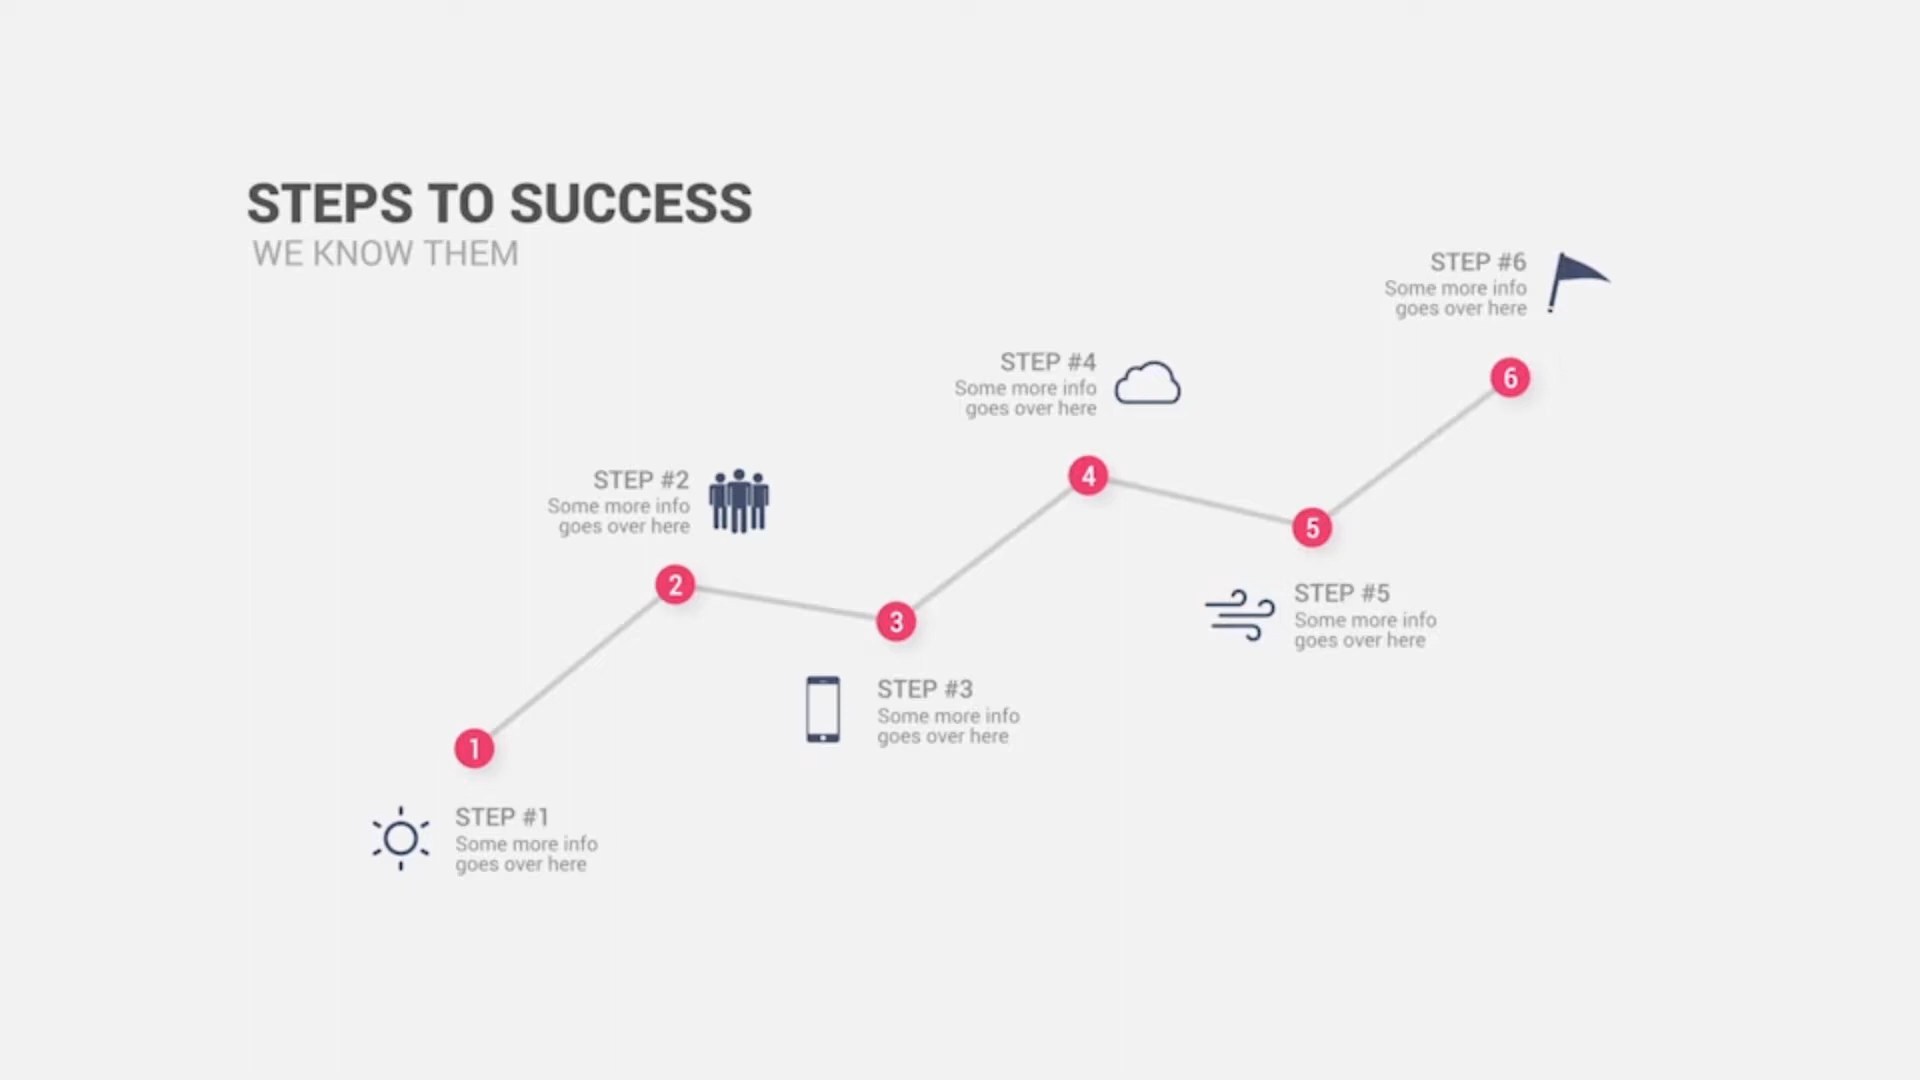 STEPS TO SUCCESS
WE KNOW THEM
1
STEP #1
Some more info
goes over here
2
STEP #2
Some more info
goes over here
3
STEP #3
Some more info
goes over here
4
STEP #4
Some more info
goes over here
5
STEP #5
Some more info
goes over here
6
STEP #6
Some more info
goes over here